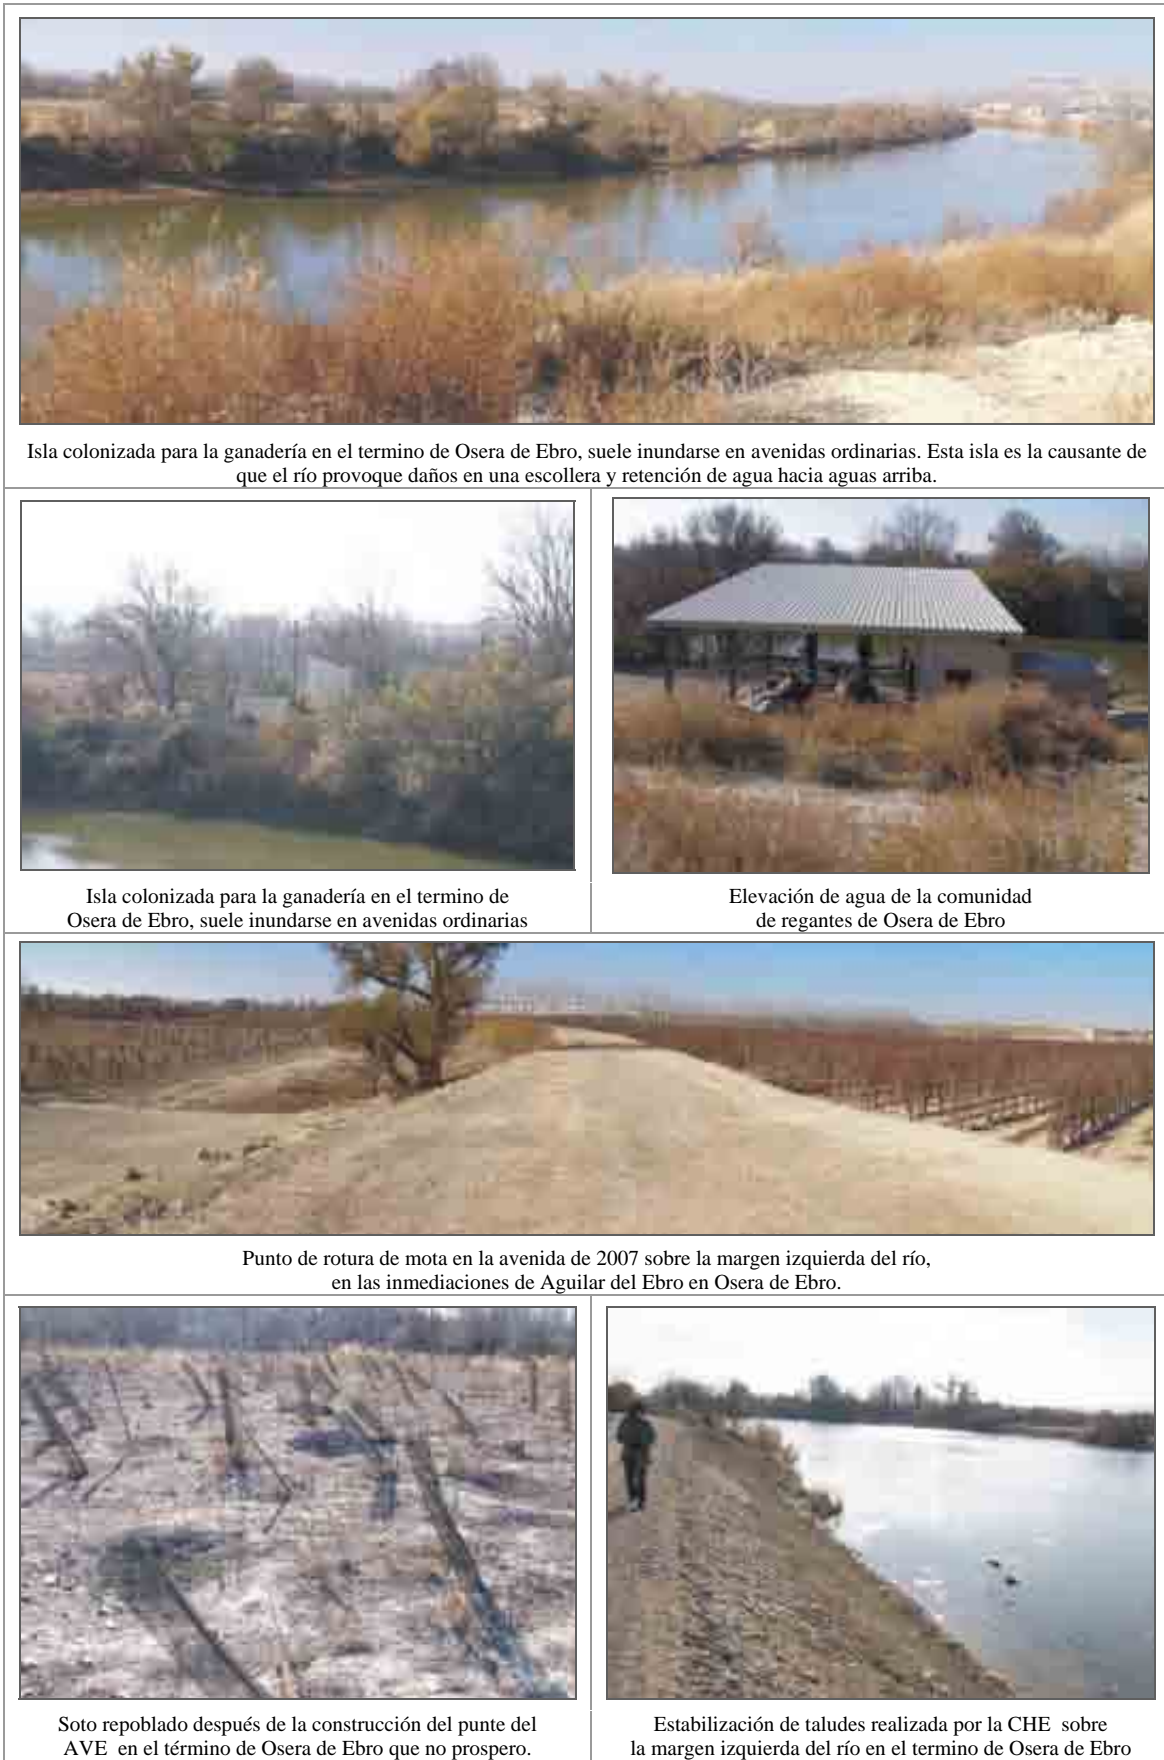 Isla colonizada para la ganadería en el termino de Osera de Ebro, suele inundarse en avenidas ordinarias. Esta isla es la causante de
que el río provoque daños en una escollera y retención de agua hacia aguas arriba.
Isla colonizada para la ganadería en el termino de
Osera de Ebro, suele inundarse en avenidas ordinarias
Elevación de agua de la comunidad
de regantes de Osera de Ebro
Punto de rotura de mota en la avenida de 2007 sobre la margen izquierda del río,
en las inmediaciones de Aguilar del Ebro en Osera de Ebro.
Soto repoblado después de la construcción del punte del
AVE en el término de Osera de Ebro que no prospero.
Estabilización de taludes realizada por la CHE sobre
la margen izquierda del río en el termino de Osera de Ebro